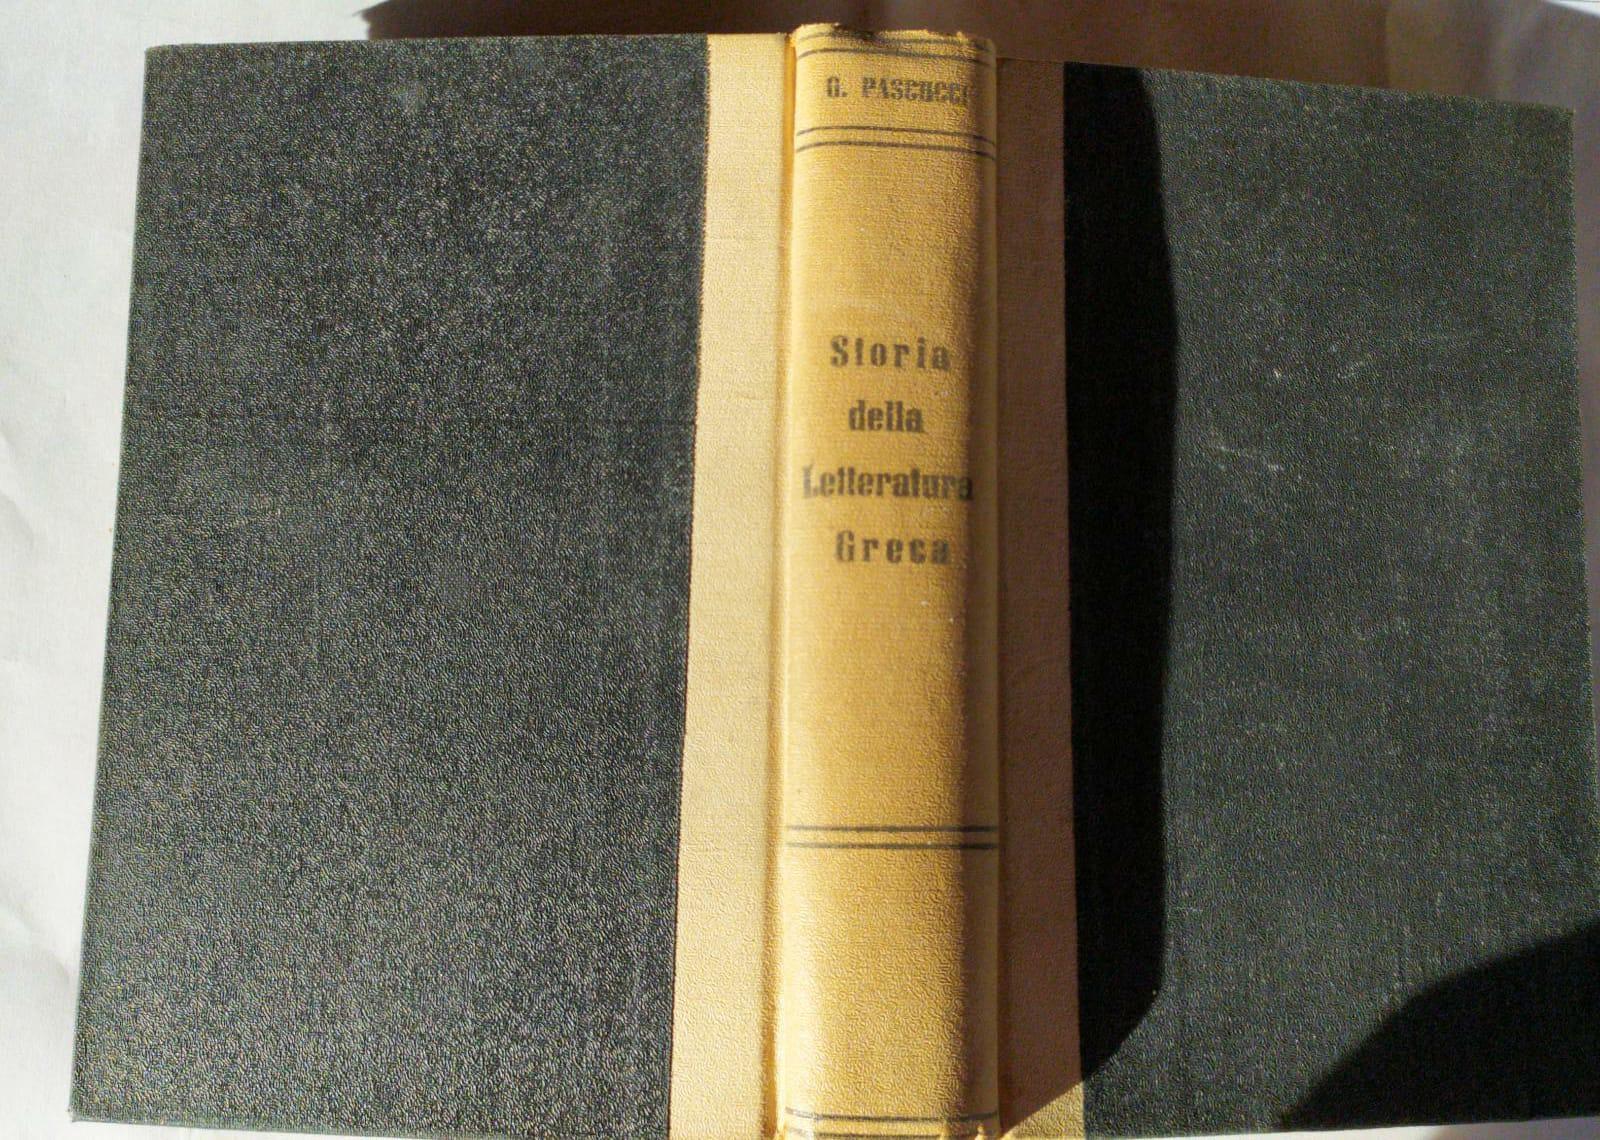 G. PASCUCCI
Storia
della
Letteratura
Greca